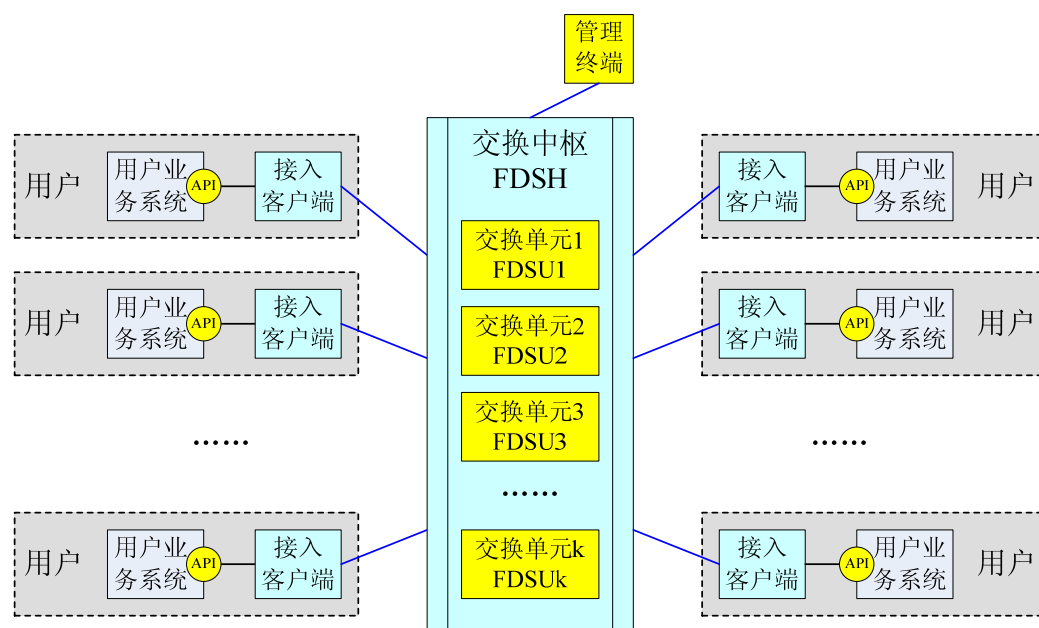 管理
终端
交换中枢
FDSH
用户
用户业
务系统
API
接入
客户端
接入
客户端
API
用户业
务系统
用户
交换单元1
FDSU1
用户
用户业
务系统
API
接入
客户端
交换单元2
FDSU2
接入
客户端
API
用户业
务系统
用户
交换单元3
FDSU3
……
……
……
用户
用户业
务系统
API
接入
客户端
交换单元k
FDSUk
接入
客户端
API
用户业
务系统
用户